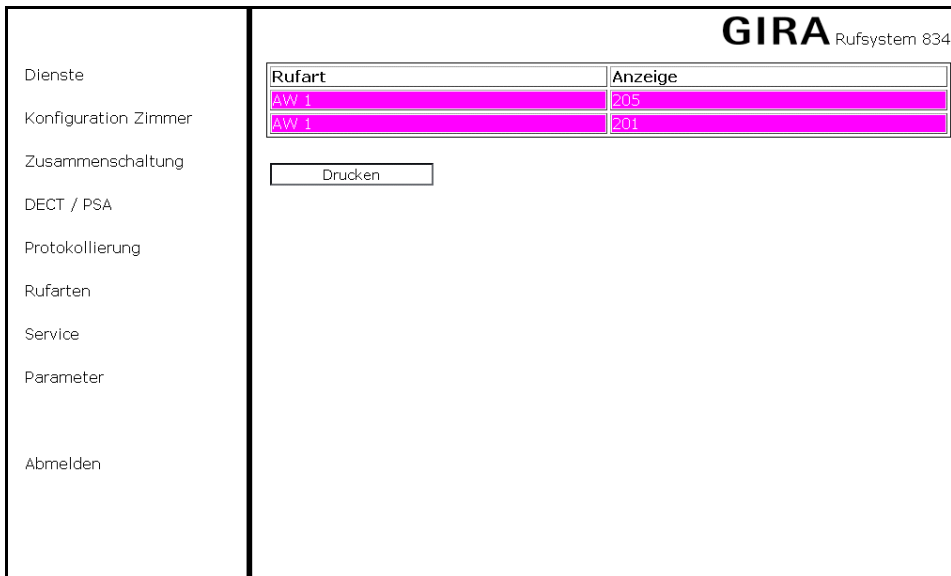 GIRA Rufsystem 834
Dienste
Konfiguration Zimmer
Zusammenschaltung
DECT / PSA
Protokollierung
Rufarten
Service
Parameter
Abmelden
Rufart Anzeige
AW 1 205
AW 1 201
Drucken